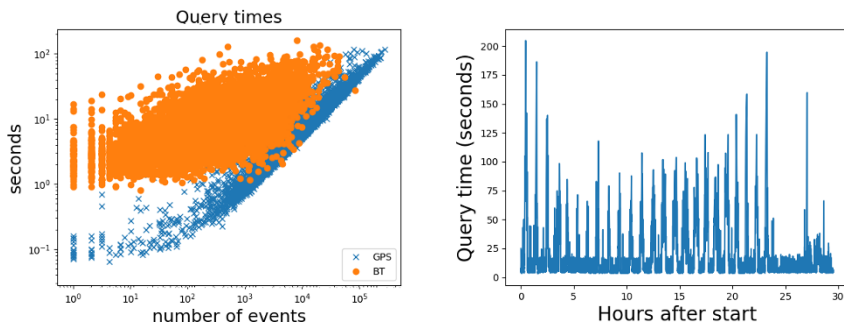 Query times
seconds
10²
10¹
10⁰
10⁻¹
10⁰ 10¹ 10² 10³ 10⁴ 10⁵
number of events
GPS
BT
Query time (seconds)
200
175
150
125
100
75
50
25
0
0 5 10 15 20 25 30
Hours after start